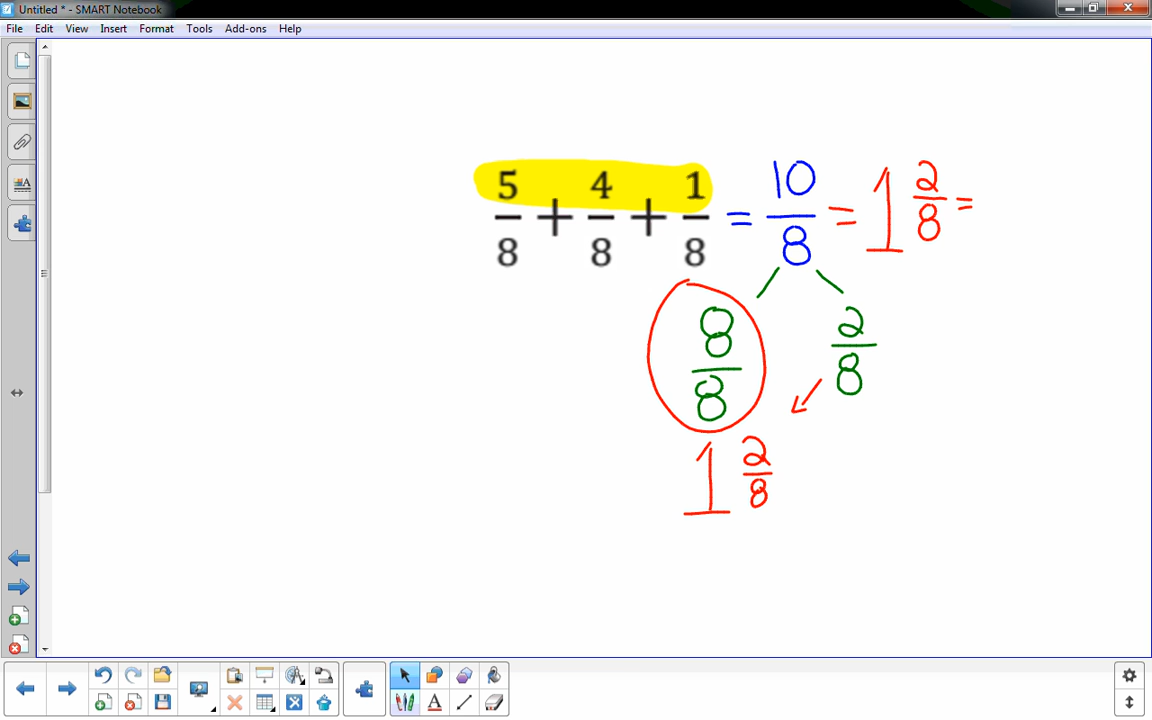 Untitled * - SMART Notebook
File Edit View Insert Format Tools Add-ons Help
5/8 + 4/8 + 1/8 = 10/8 = 1 2/8 =
8/8 2/8
1 2/8